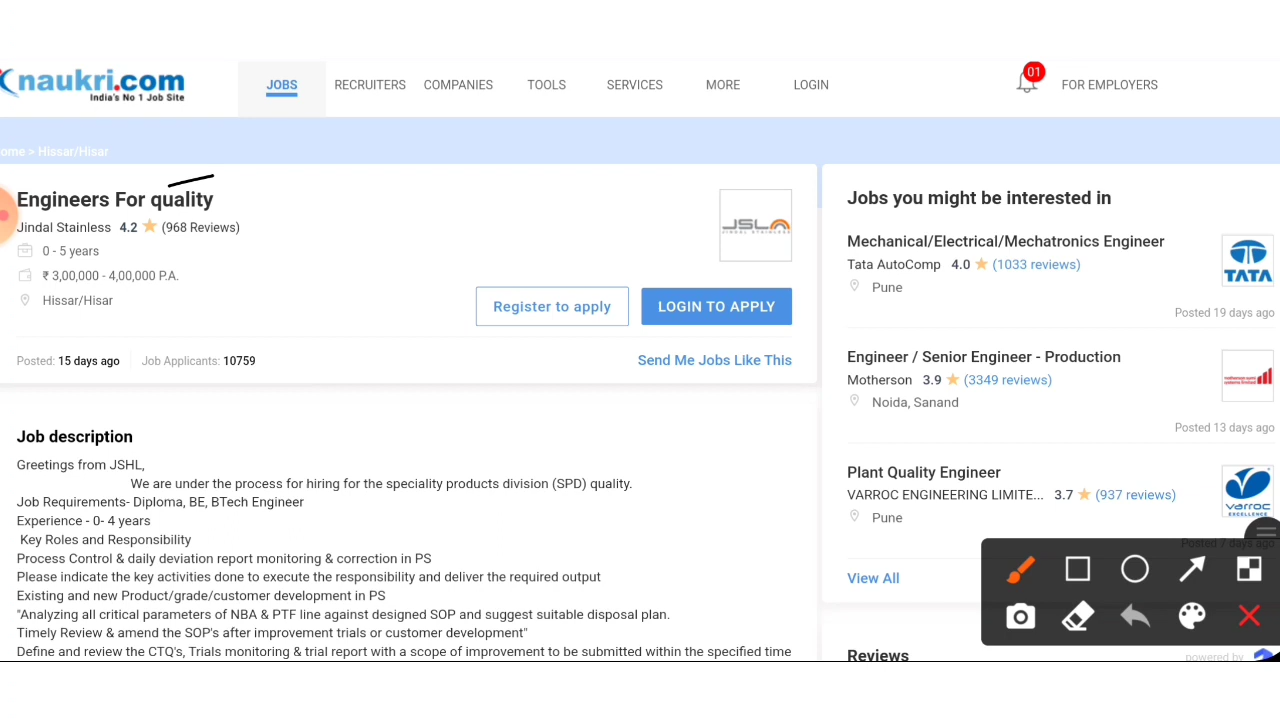 naukri.com
India's No 1 Job Site
JOBS
RECRUITERS
COMPANIES
TOOLS
SERVICES
MORE
LOGIN
01
FOR EMPLOYERS
ome > Hissar/Hisar
Engineers For quality
Jindal Stainless 4.2 (968 Reviews)
0 - 5 years
₹ 3,00,000 - 4,00,000 P.A.
Hissar/Hisar
Register to apply
LOGIN TO APPLY
Posted: 15 days ago
Job Applicants: 10759
Send Me Jobs Like This
JSL
JINDAL STAINLESS
Job description
Greetings from JSHL,
We are under the process for hiring for the speciality products division (SPD) quality.
Job Requirements- Diploma, BE, BTech Engineer
Experience - 0- 4 years
Key Roles and Responsibility
Process Control & daily deviation report monitoring & correction in PS
Please indicate the key activities done to execute the responsibility and deliver the required output
Existing and new Product/grade/customer development in PS
"Analyzing all critical parameters of NBA & PTF line against designed SOP and suggest suitable disposal plan.
Timely Review & amend the SOP's after improvement trials or customer development"
Define and review the CTQ's, Trials monitoring & trial report with a scope of improvement to be submitted within the specified time
Jobs you might be interested in
Mechanical/Electrical/Mechatronics Engineer
Tata AutoComp 4.0 (1033 reviews)
Pune
TATA
Posted 19 days ago
Engineer / Senior Engineer - Production
Motherson 3.9 (3349 reviews)
Noida, Sanand
Posted 13 days ago
Plant Quality Engineer
VARROC ENGINEERING LIMITE... 3.7 (937 reviews)
Pune
varroc
EXCELLENCE
Posted 7 days ago
View All
Reviews
powered by